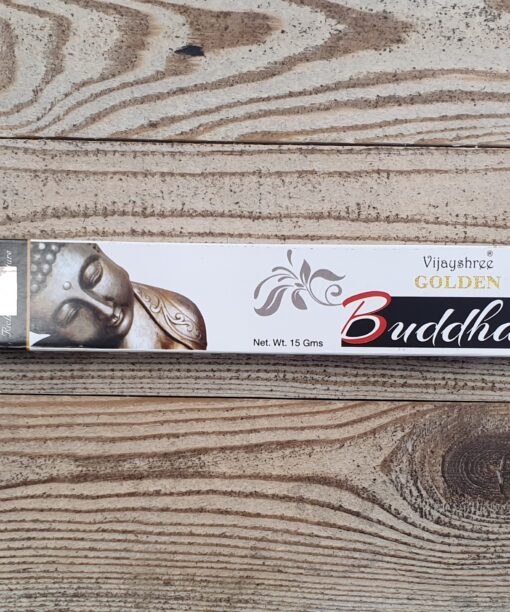 Vijayshree®
GOLDEN
Buddha
Net. Wt. 15 Gms